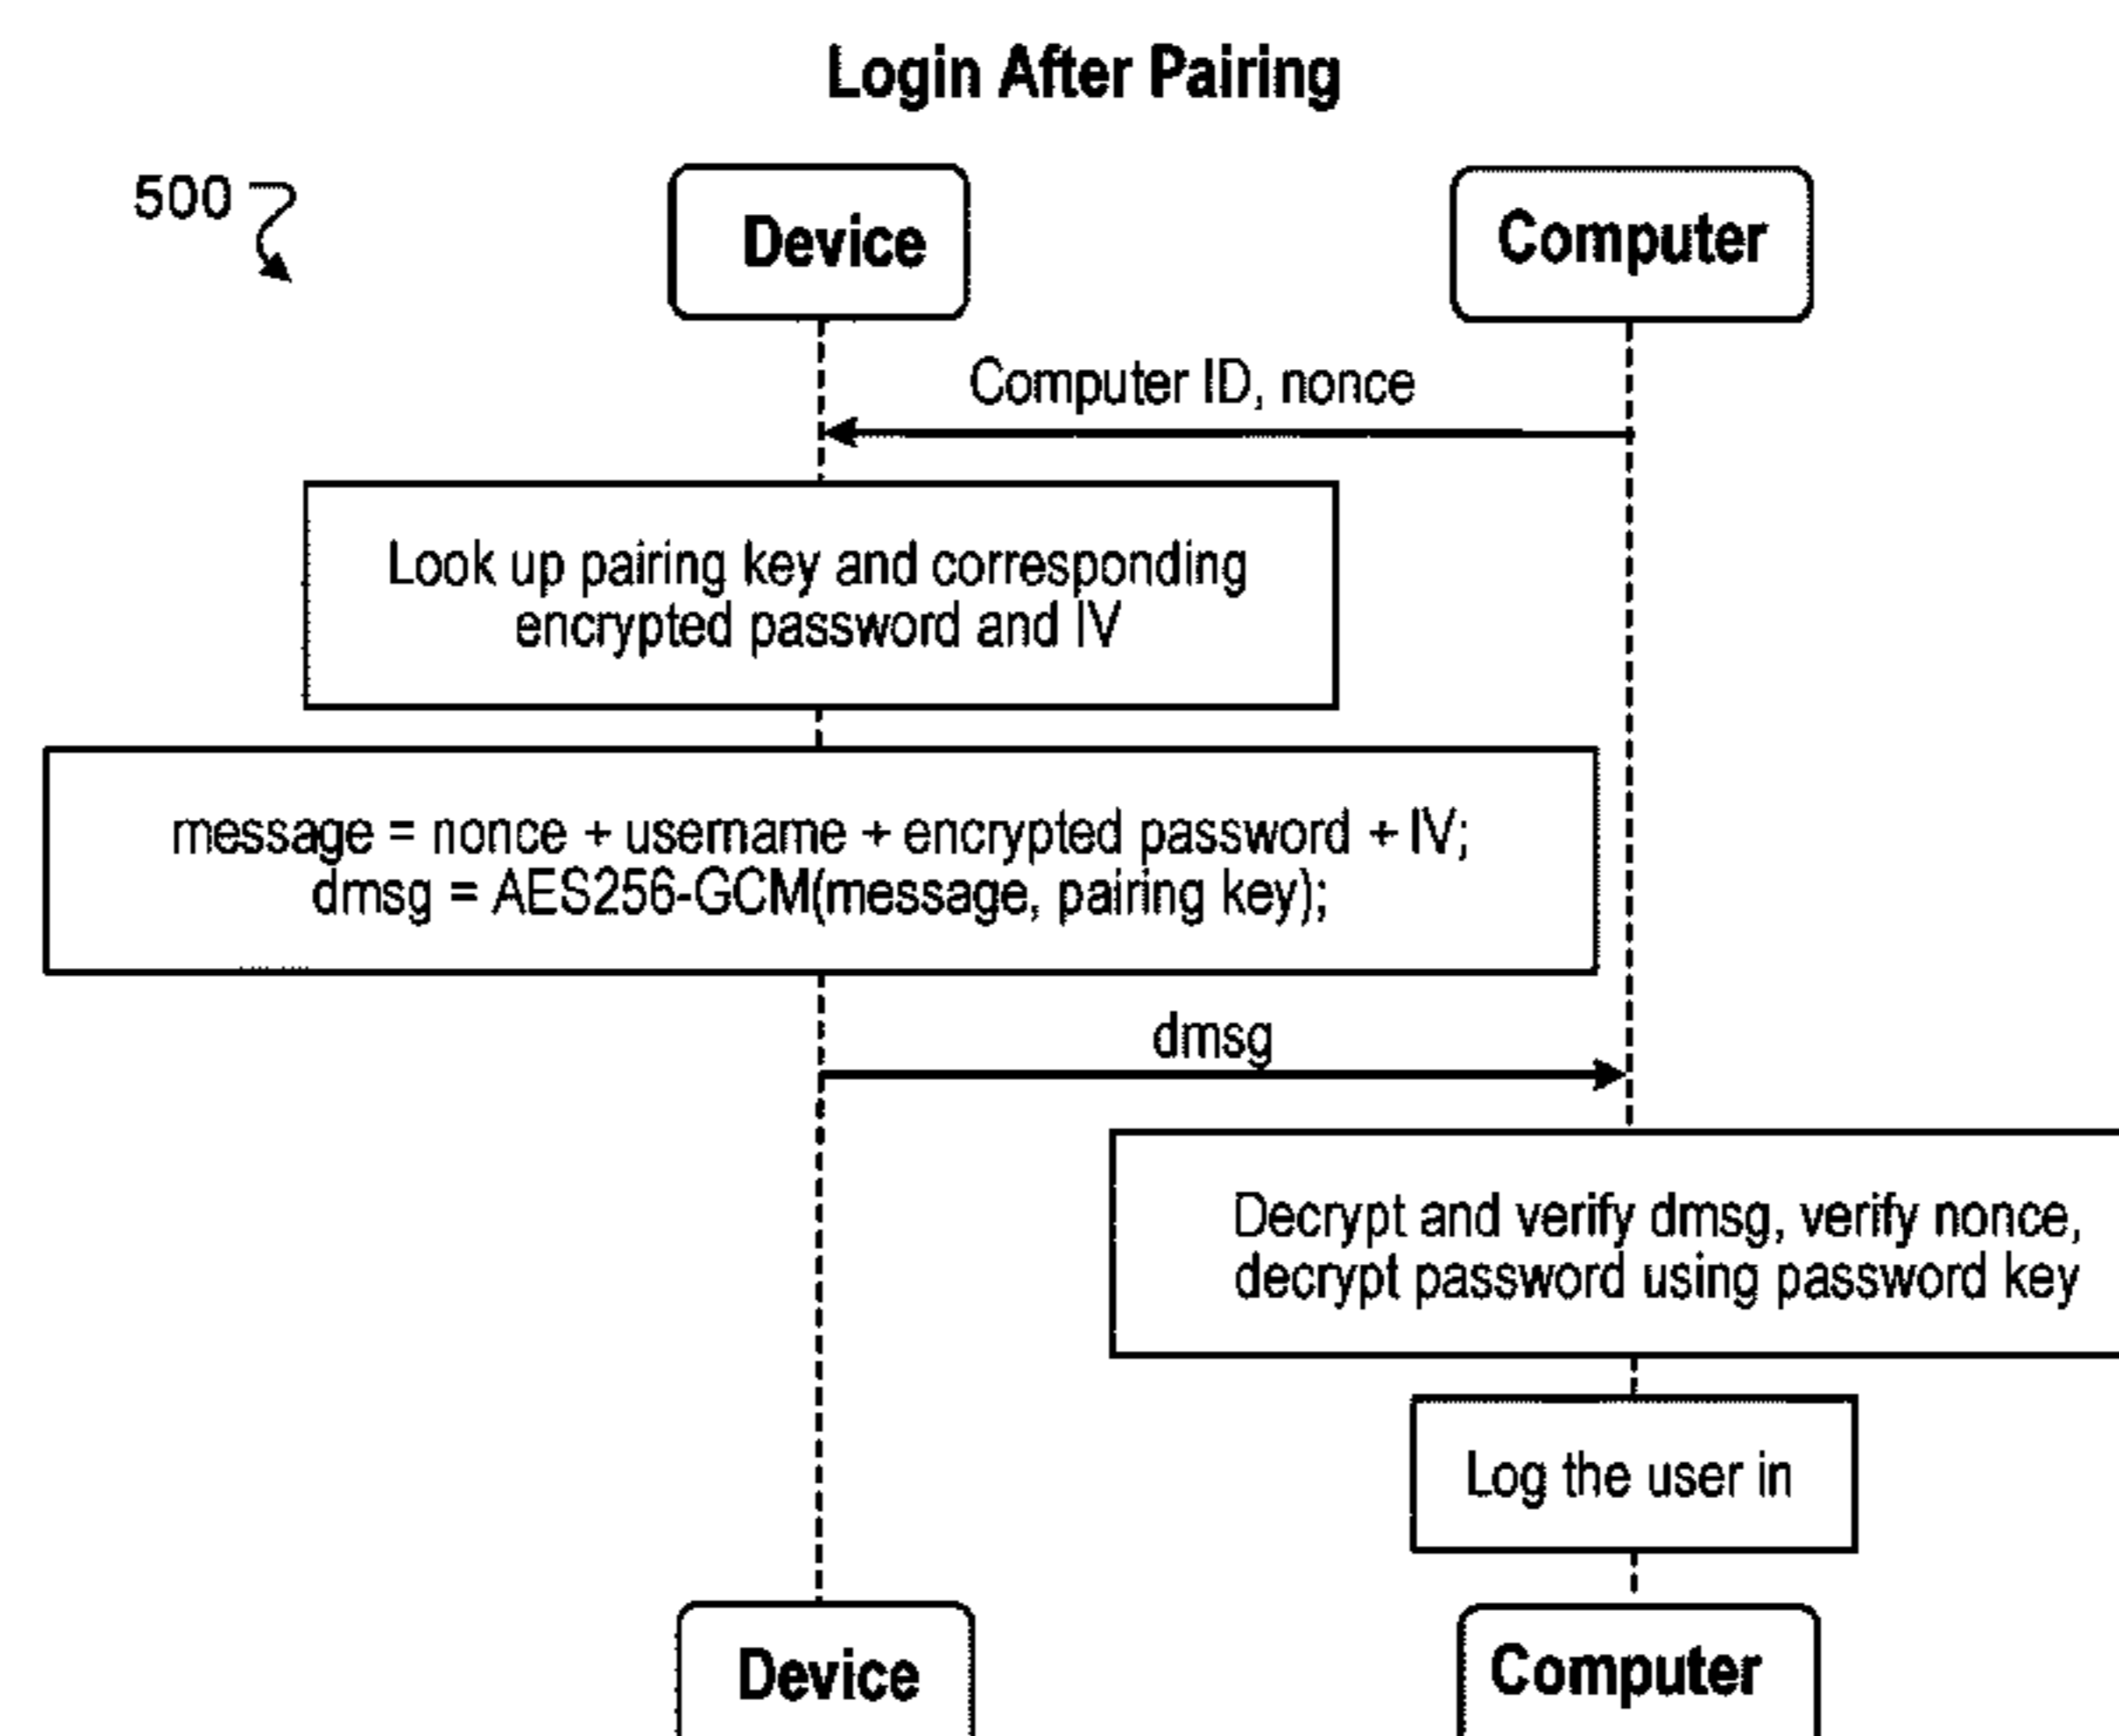 Login After Pairing
500
Device
Computer
Computer ID, nonce
Look up pairing key and corresponding
encrypted password and IV
message = nonce + username + encrypted password + IV;
dmsg = AES256-GCM(message, pairing key);
dmsg
Decrypt and verify dmsg, verify nonce,
decrypt password using password key
Log the user in
Device
Computer